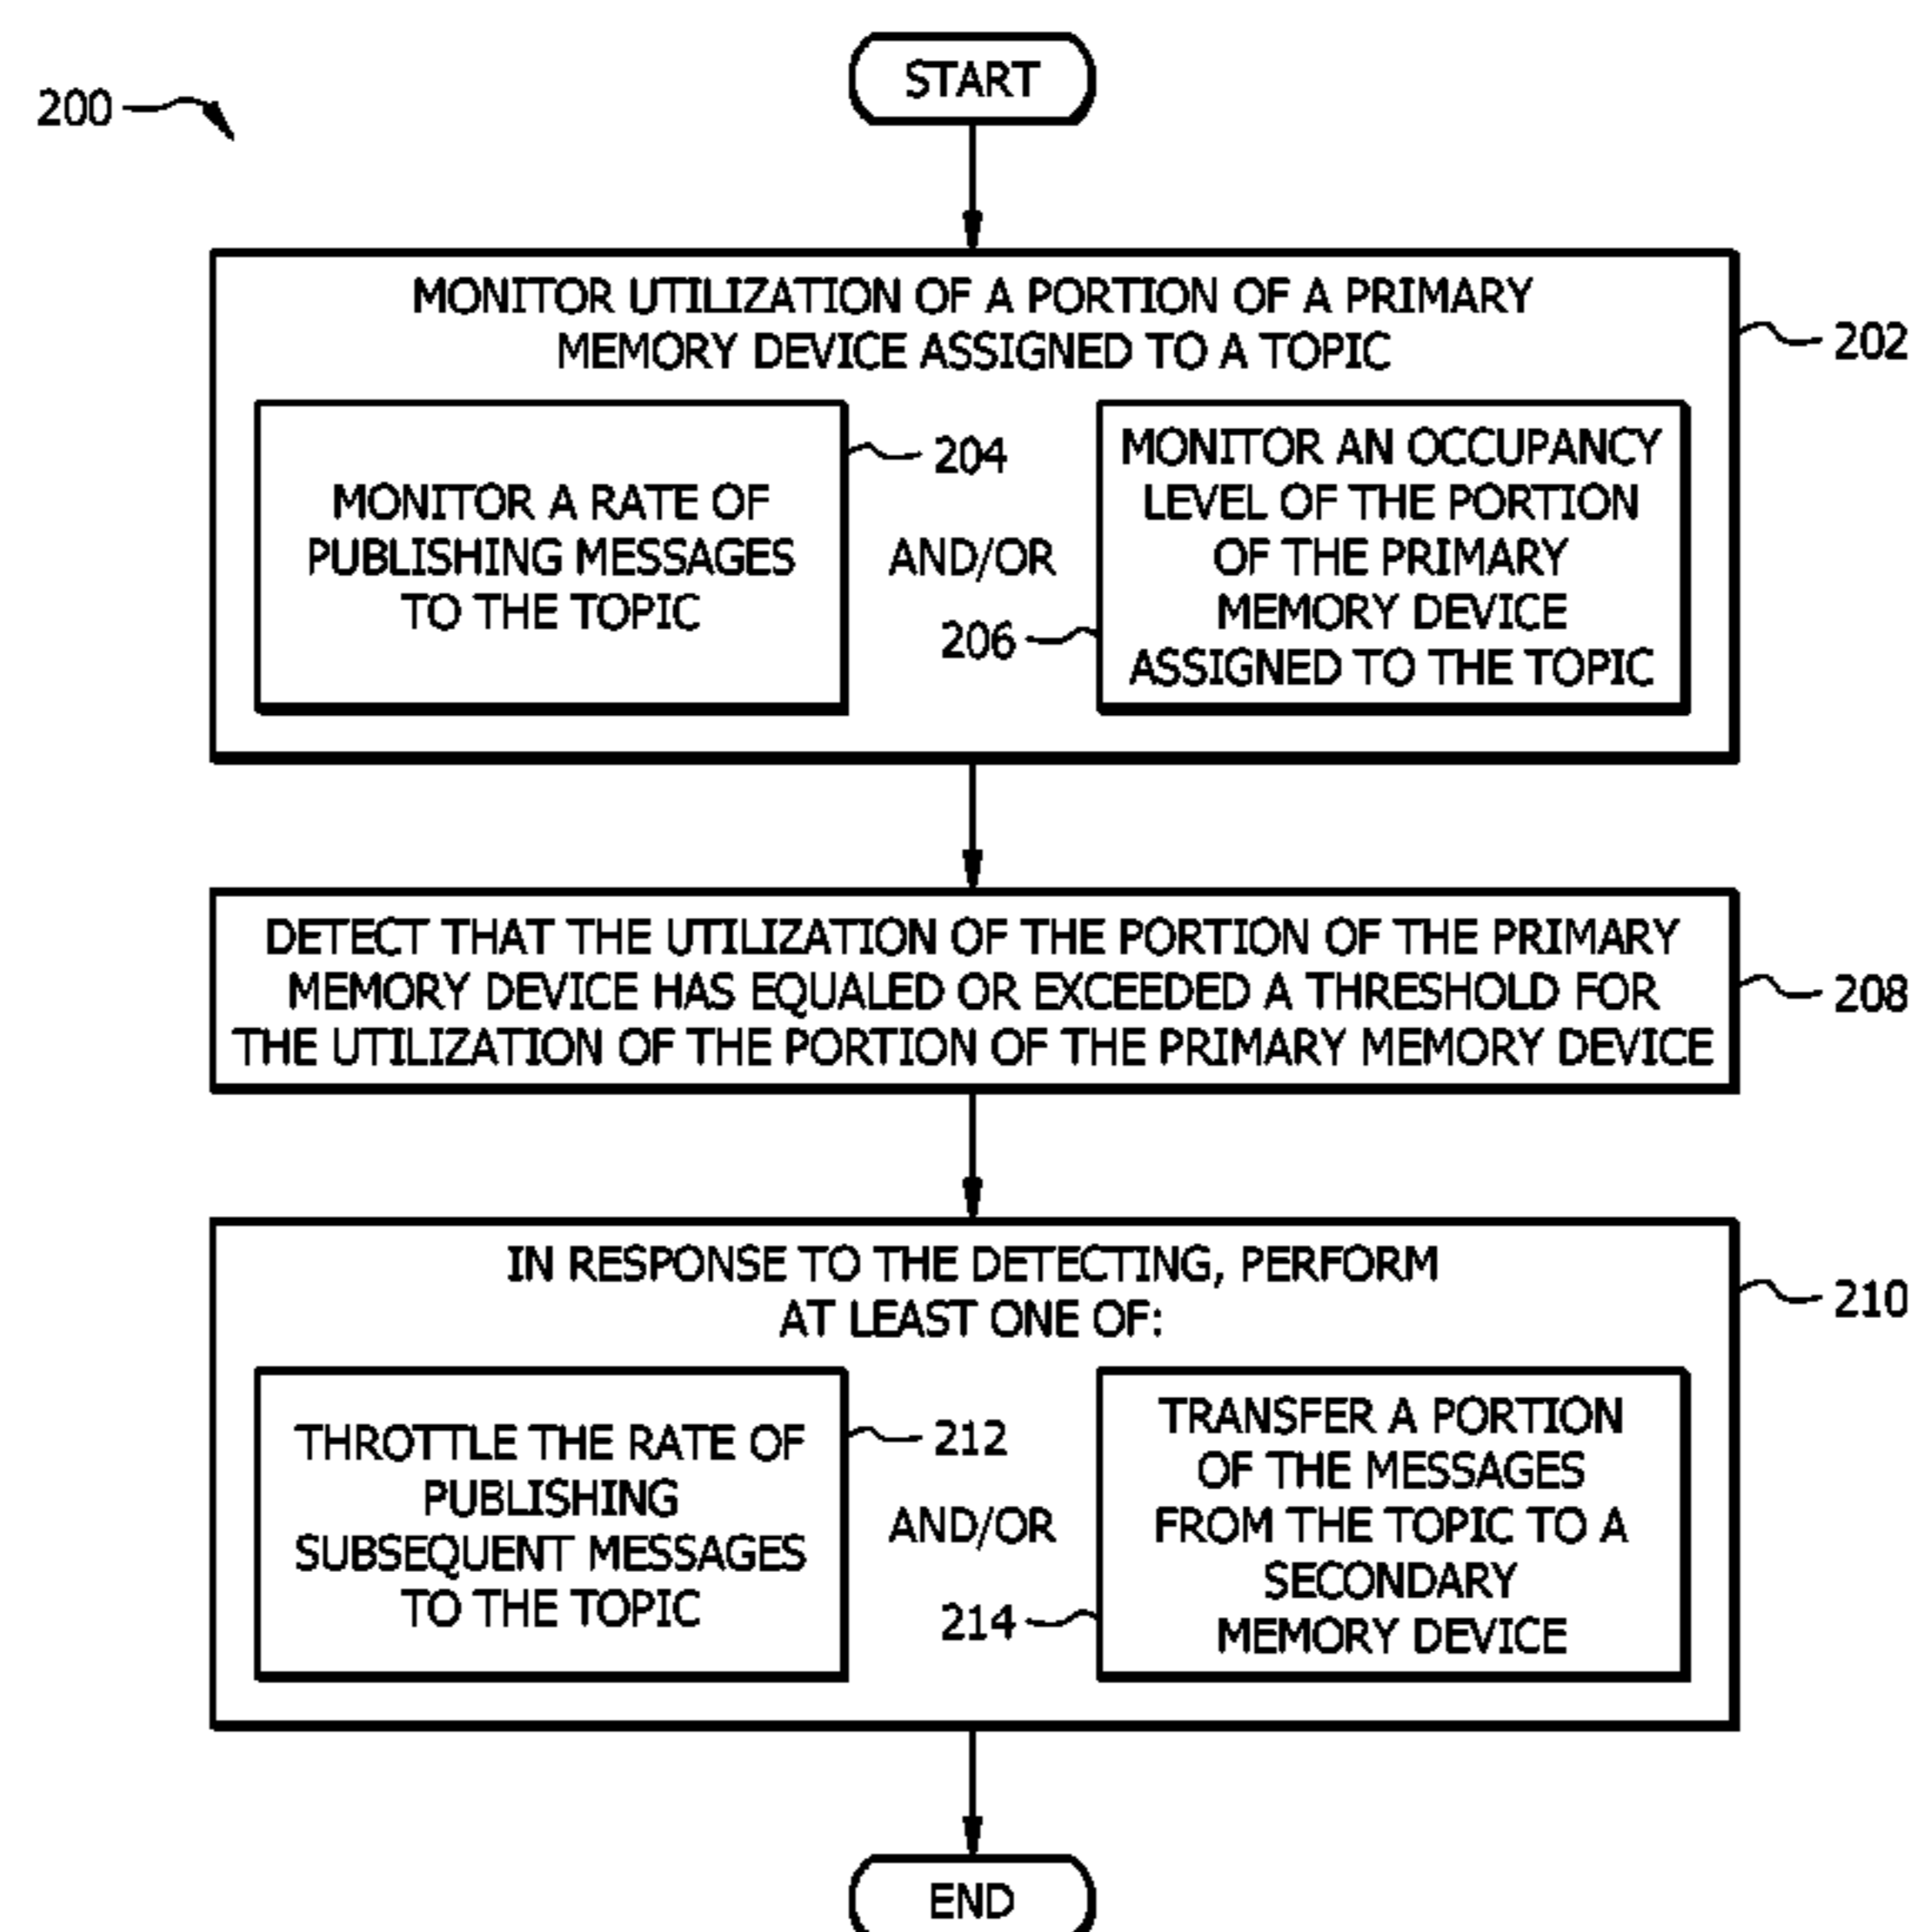 START
200
MONITOR UTILIZATION OF A PORTION OF A PRIMARY
MEMORY DEVICE ASSIGNED TO A TOPIC
202
MONITOR A RATE OF
PUBLISHING MESSAGES
TO THE TOPIC
204
AND/OR
206
MONITOR AN OCCUPANCY
LEVEL OF THE PORTION
OF THE PRIMARY
MEMORY DEVICE
ASSIGNED TO THE TOPIC
DETECT THAT THE UTILIZATION OF THE PORTION OF THE PRIMARY
MEMORY DEVICE HAS EQUALED OR EXCEEDED A THRESHOLD FOR
THE UTILIZATION OF THE PORTION OF THE PRIMARY MEMORY DEVICE
208
IN RESPONSE TO THE DETECTING, PERFORM
AT LEAST ONE OF:
210
THROTTLE THE RATE OF
PUBLISHING
SUBSEQUENT MESSAGES
TO THE TOPIC
212
AND/OR
214
TRANSFER A PORTION
OF THE MESSAGES
FROM THE TOPIC TO A
SECONDARY
MEMORY DEVICE
END